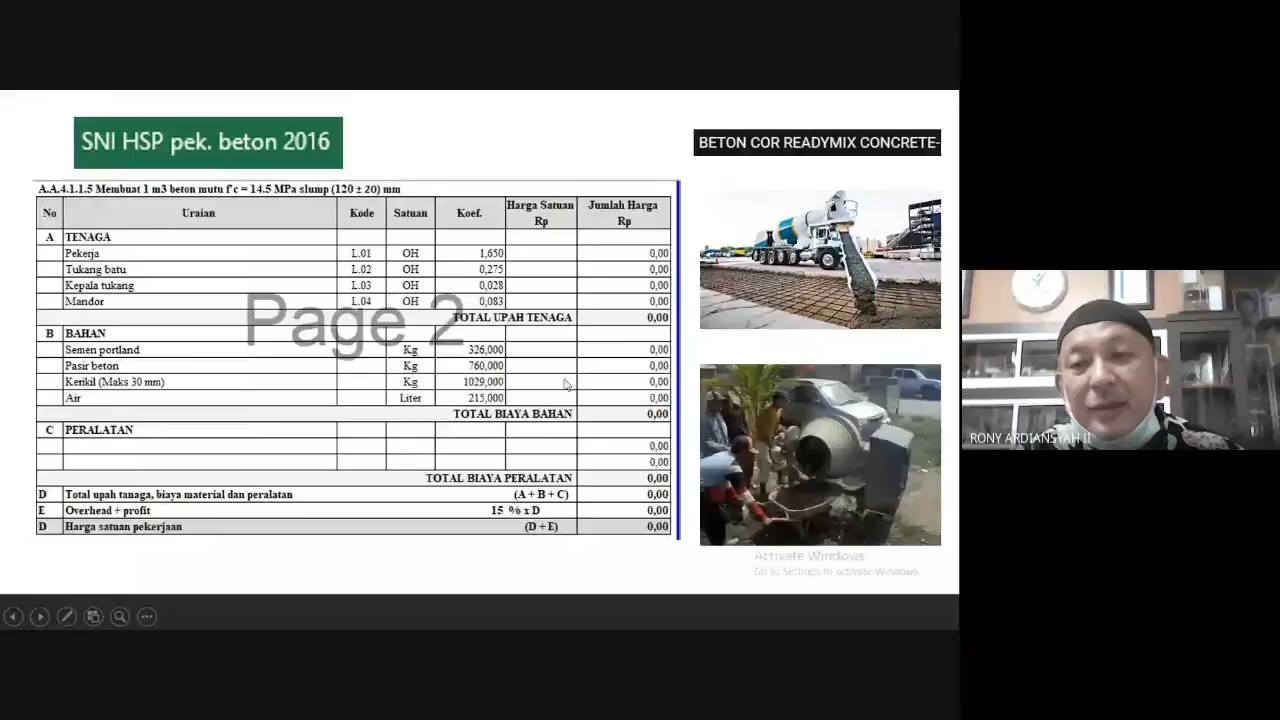 SNI HSP pek. beton 2016
BETON COR READYMIX CONCRETE-
A.A.4.1.1.5 Membuat 1 m3 beton mutu f'c = 14.5 MPa slump (120 ± 20) mm
No Uraian Kode Satuan Koef. Harga Satuan Rp Jumlah Harga Rp
A TENAGA
Pekerja L.01 OH 1,650 0,00
Tukang batu L.02 OH 0,275 0,00
Kepala tukang L.03 OH 0,028 0,00
Mandor L.04 OH 0,083 0,00
TOTAL UPAH TENAGA 0,00
Page 2
B BAHAN
Semen portland Kg 326,000 0,00
Pasir beton Kg 760,000 0,00
Kerikil (Maks 30 mm) Kg 1029,000 0,00
Air Liter 215,000 0,00
TOTAL BIAYA BAHAN 0,00
C PERALATAN
0,00
0,00
TOTAL BIAYA PERALATAN 0,00
D Total upah tanaga, biaya material dan peralatan (A + B + C) 0,00
E Overhead + profit 15 % x D 0,00
D Harga satuan pekerjaan (D + E) 0,00
RONY ARDIANSYAH II
Activate Windows
Go to Settings to activate Windows.